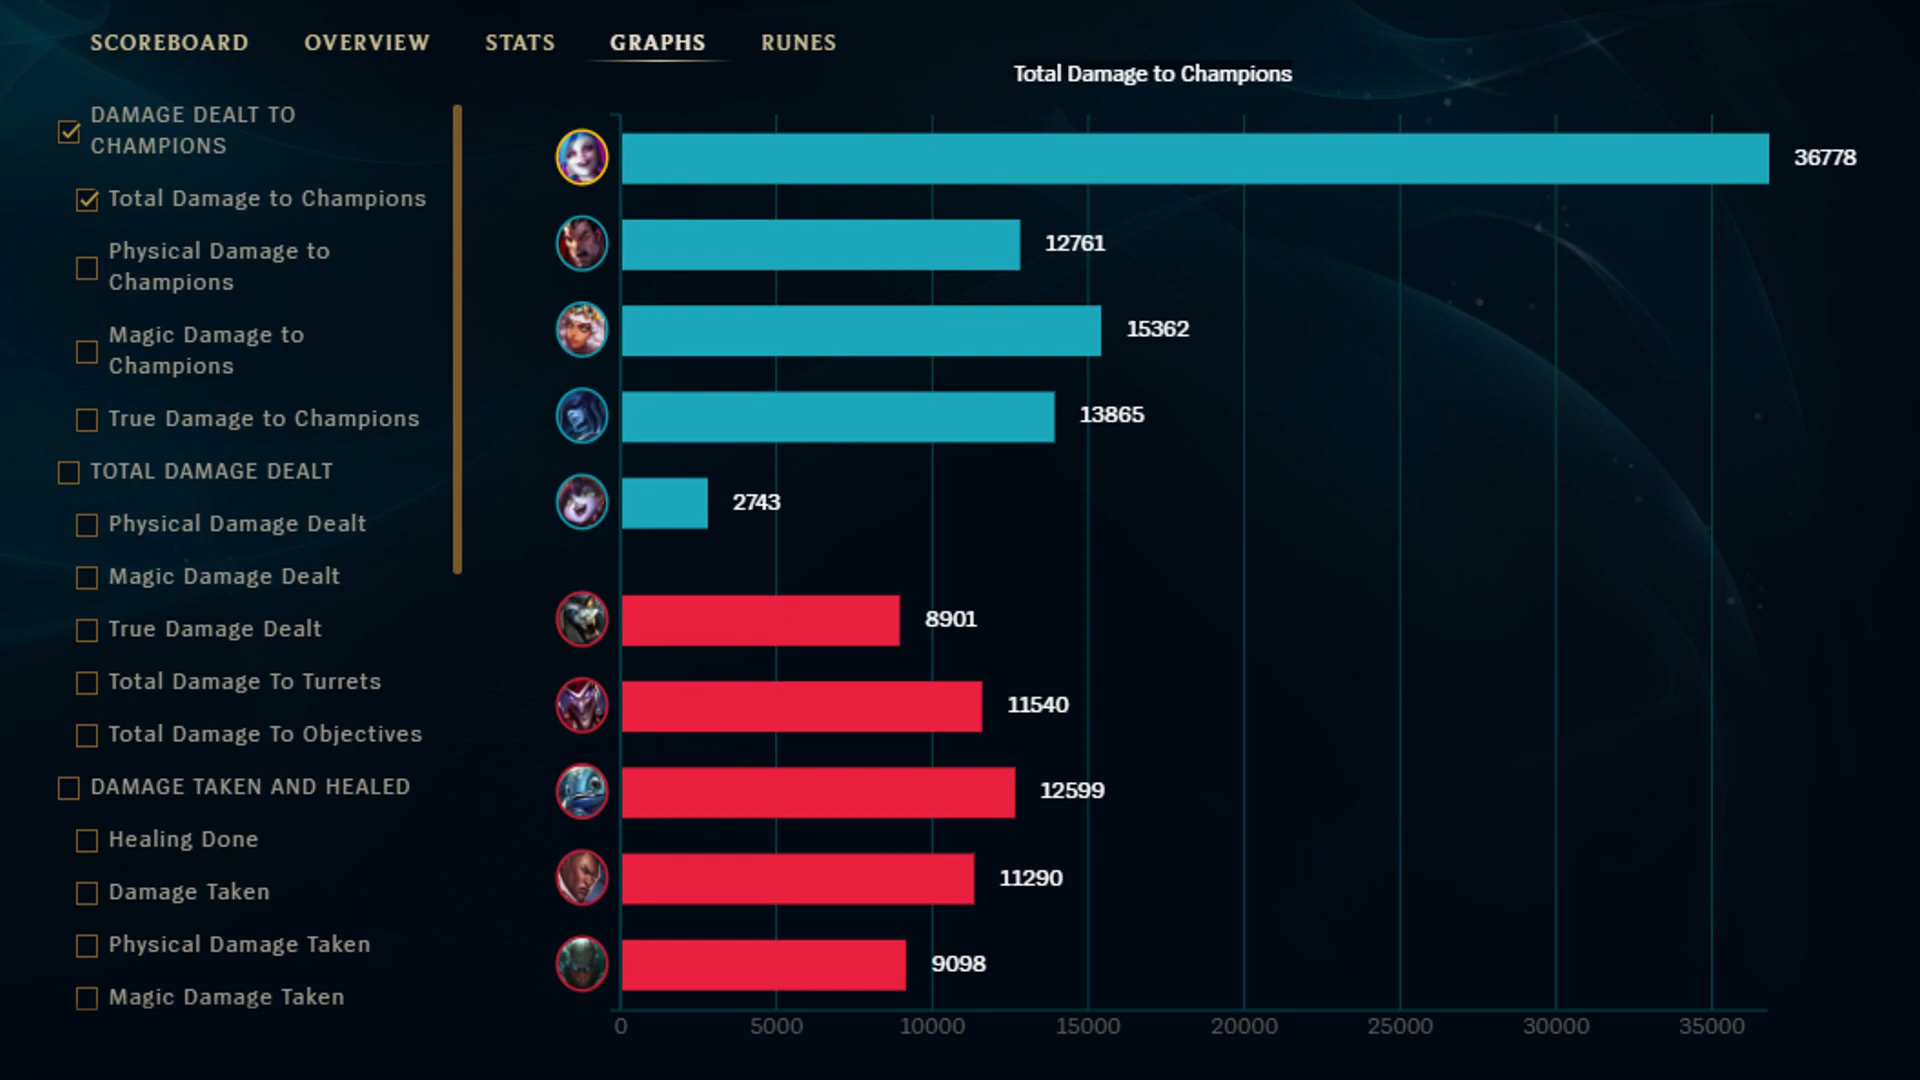 SCOREBOARD OVERVIEW STATS GRAPHS RUNES
Total Damage to Champions
DAMAGE DEALT TO
CHAMPIONS
Total Damage to Champions
Physical Damage to
Champions
Magic Damage to
Champions
True Damage to Champions
TOTAL DAMAGE DEALT
Physical Damage Dealt
Magic Damage Dealt
True Damage Dealt
Total Damage To Turrets
Total Damage To Objectives
DAMAGE TAKEN AND HEALED
Healing Done
Damage Taken
Physical Damage Taken
Magic Damage Taken
36778
12761
15362
13865
2743
8901
11540
12599
11290
9098
0 5000 10000 15000 20000 25000 30000 35000